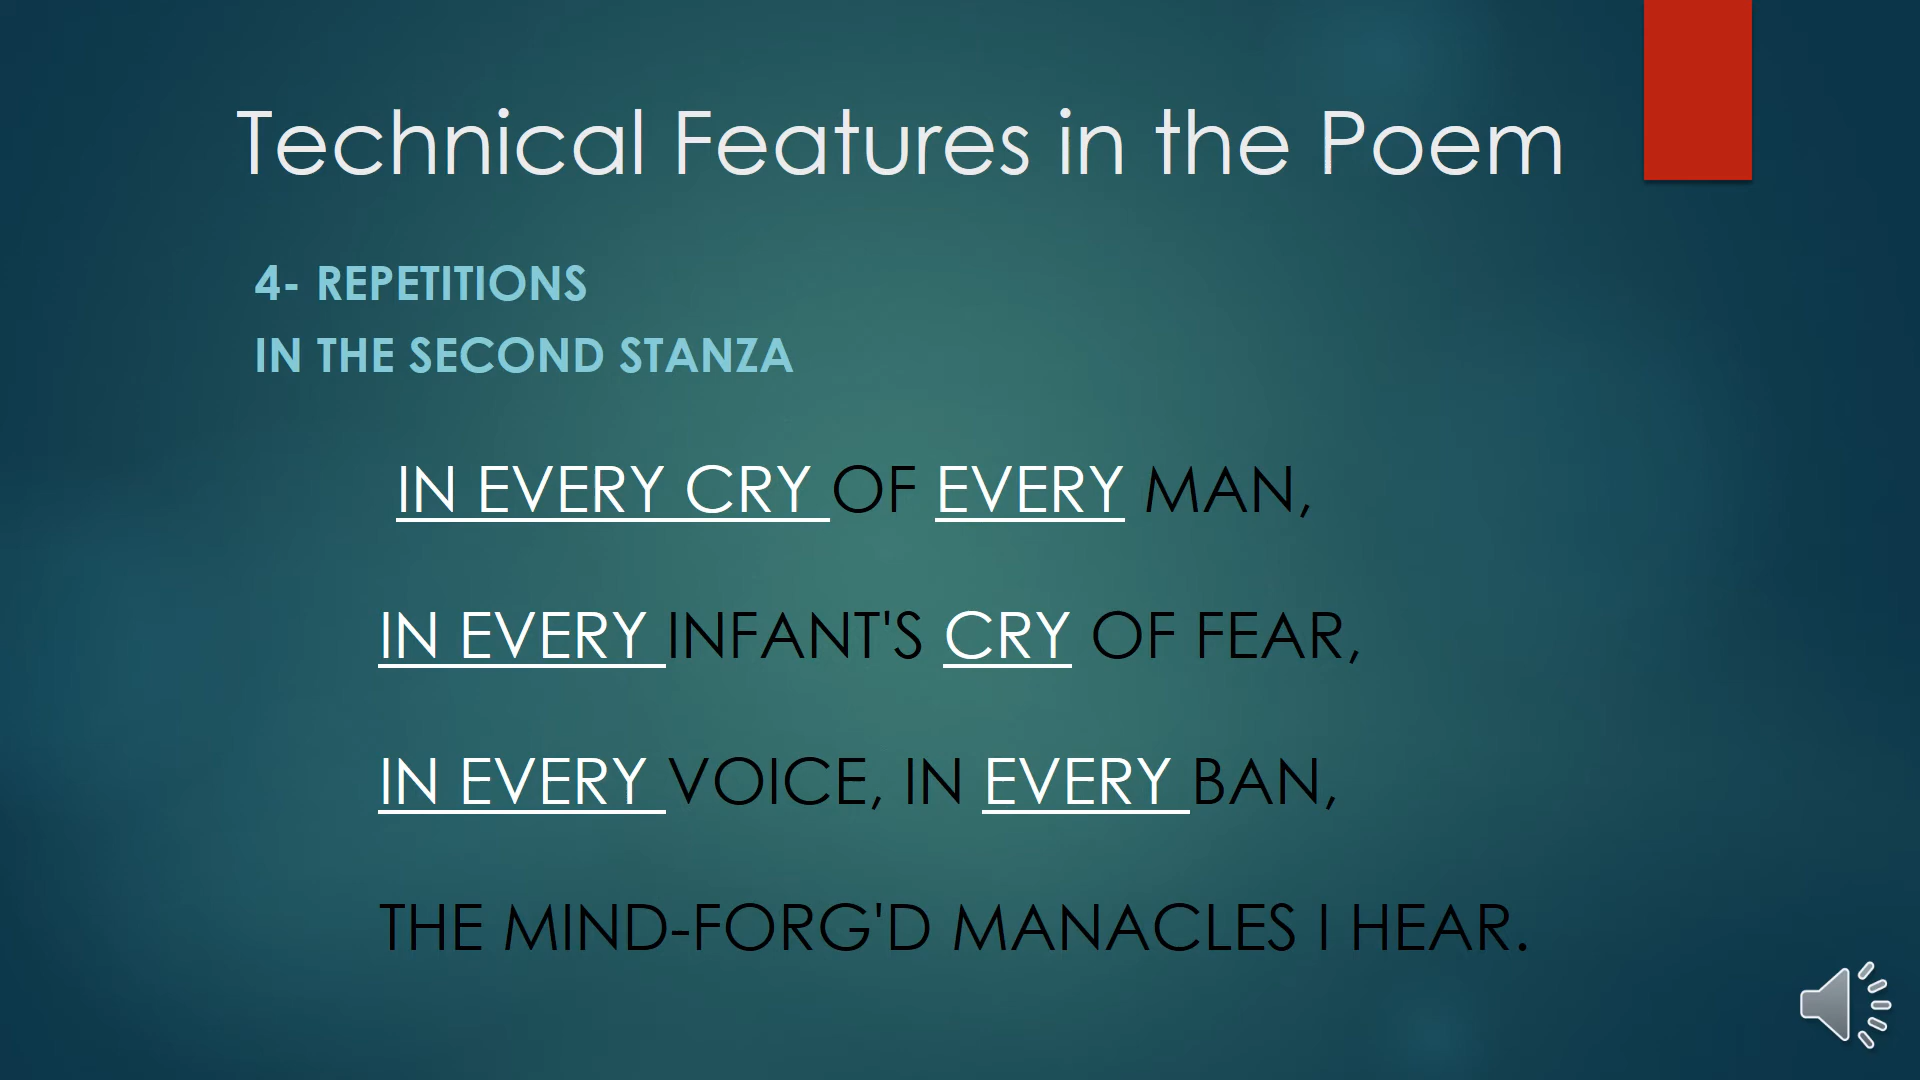 Technical Features in the Poem
4- REPETITIONS
IN THE SECOND STANZA
IN EVERY CRY OF EVERY MAN,
IN EVERY INFANT'S CRY OF FEAR,
IN EVERY VOICE, IN EVERY BAN,
THE MIND-FORG'D MANACLES I HEAR.